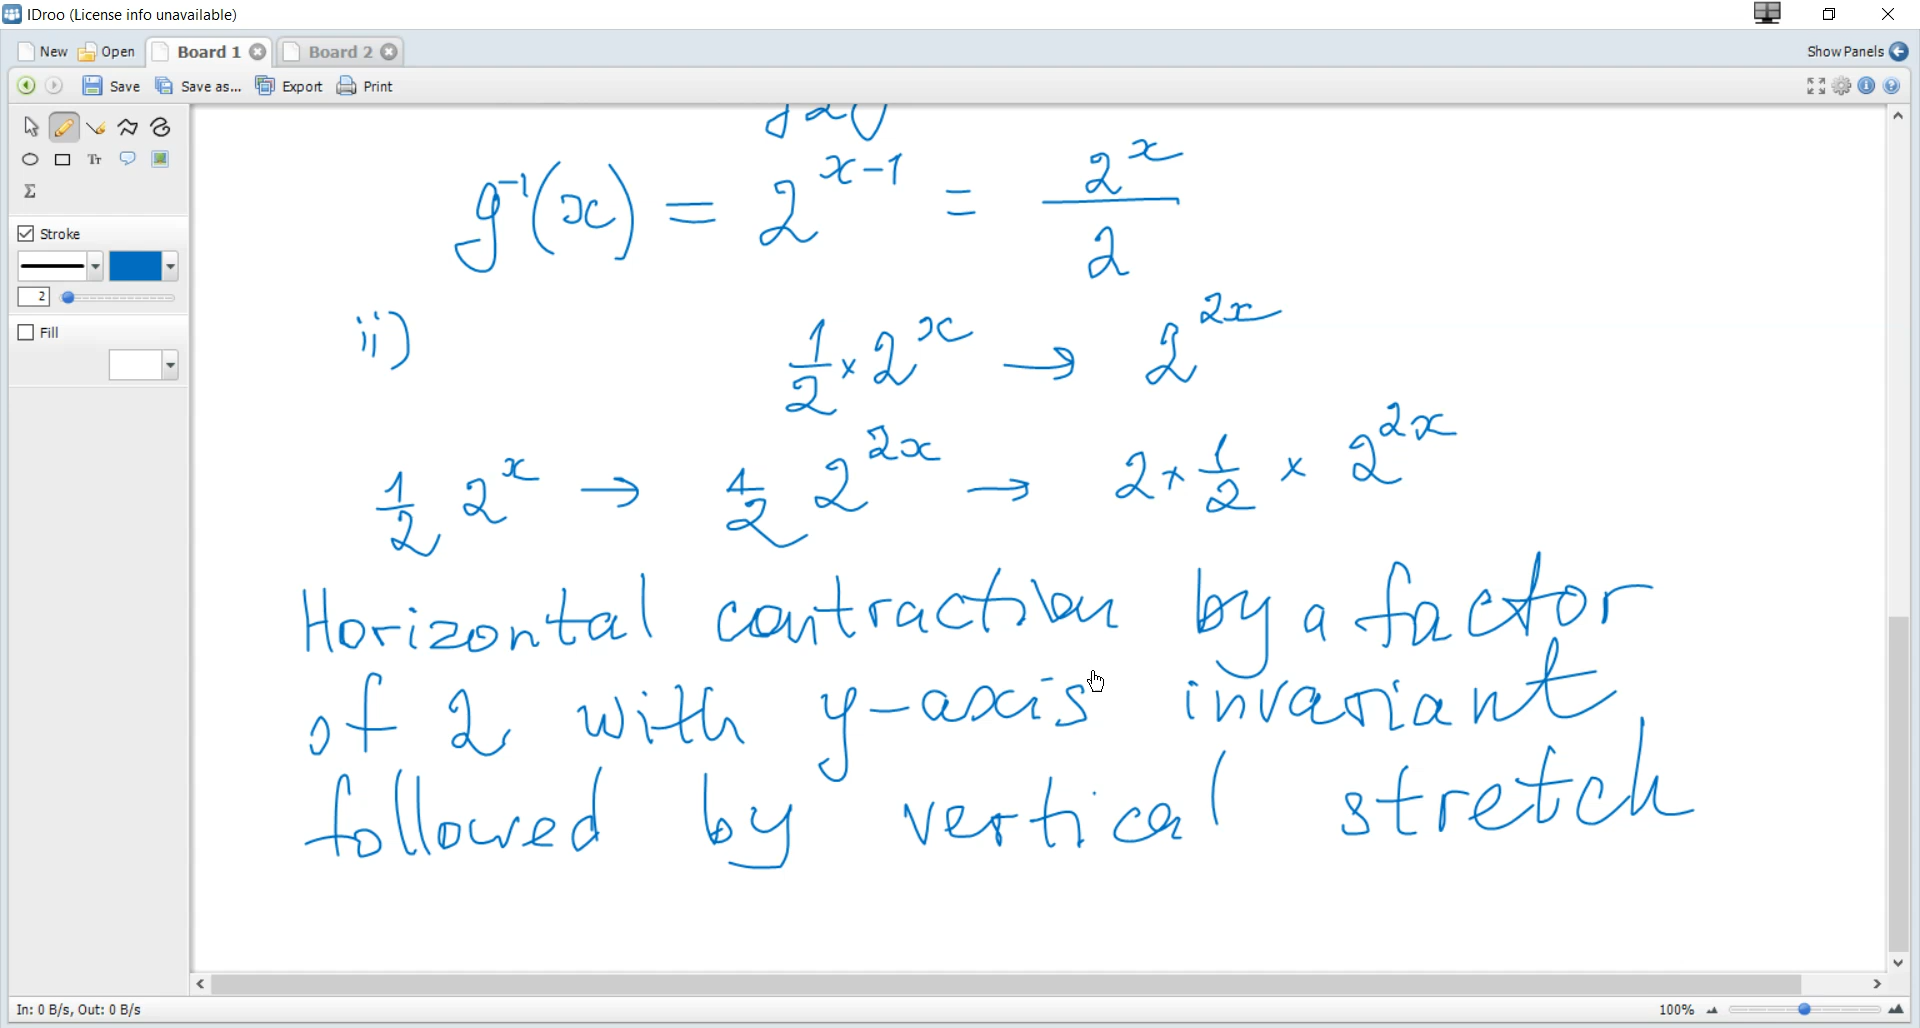 IDroo (License info unavailable)
New Open Board 1 Board 2 Show Panels
Save Save as... Export Print
Tт
Σ
Stroke
2
Fill
g⁻¹(x) = 2^(x-1) = 2^x / 2
ii) 1/2 × 2^x → 2^(2x)
1/2 2^x → 1/2 2^(2x) → 2 × 1/2 × 2^(2x)
Horizontal contraction by a factor
of 2 with y-axis invariant
followed by vertical stretch
In: 0 B/s, Out: 0 B/s 100%